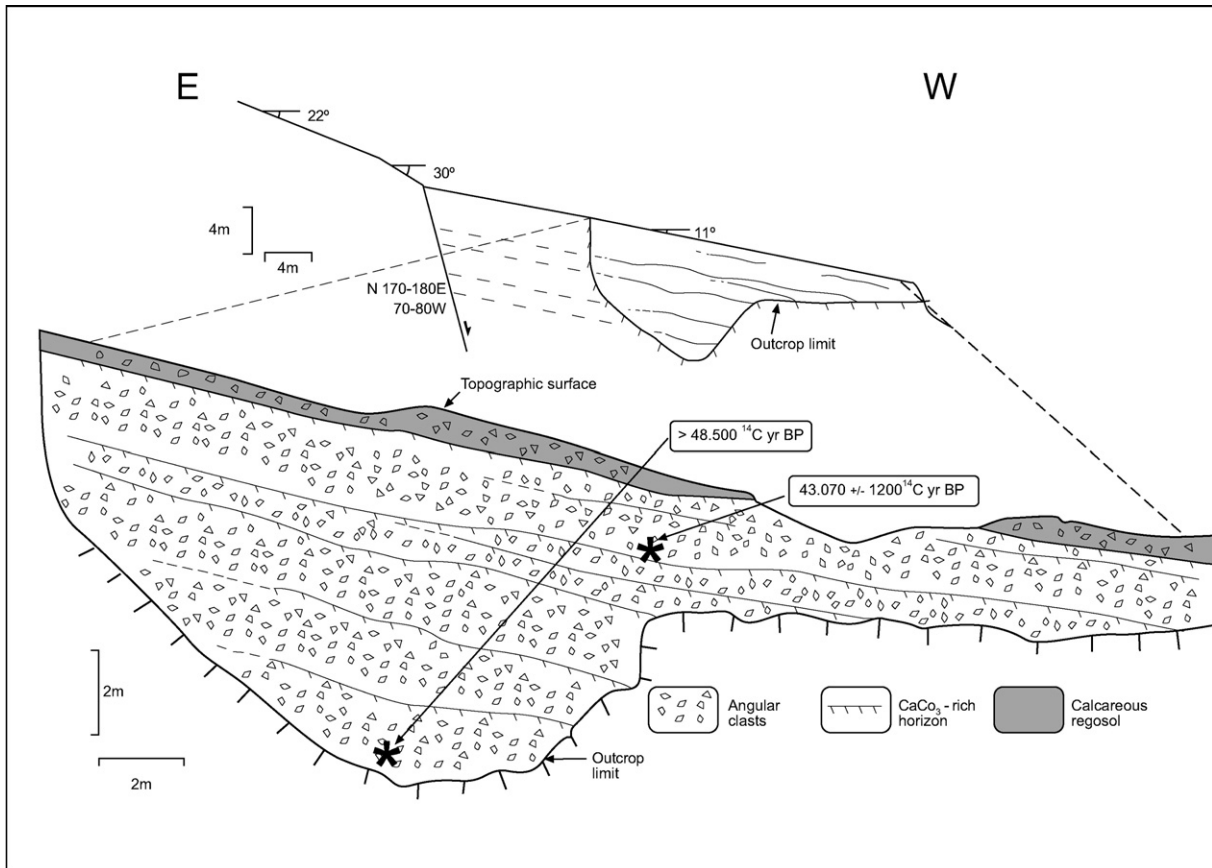 E
W
22º
30º
4m
4m
11º
N 170-180E
70-80W
Outcrop limit
Topographic surface
> 48.500 ¹⁴C yr BP
43.070 +/- 1200¹⁴C yr BP
2m
2m
Outcrop
limit
Angular
clasts
CaCo₃ - rich
horizon
Calcareous
regosol